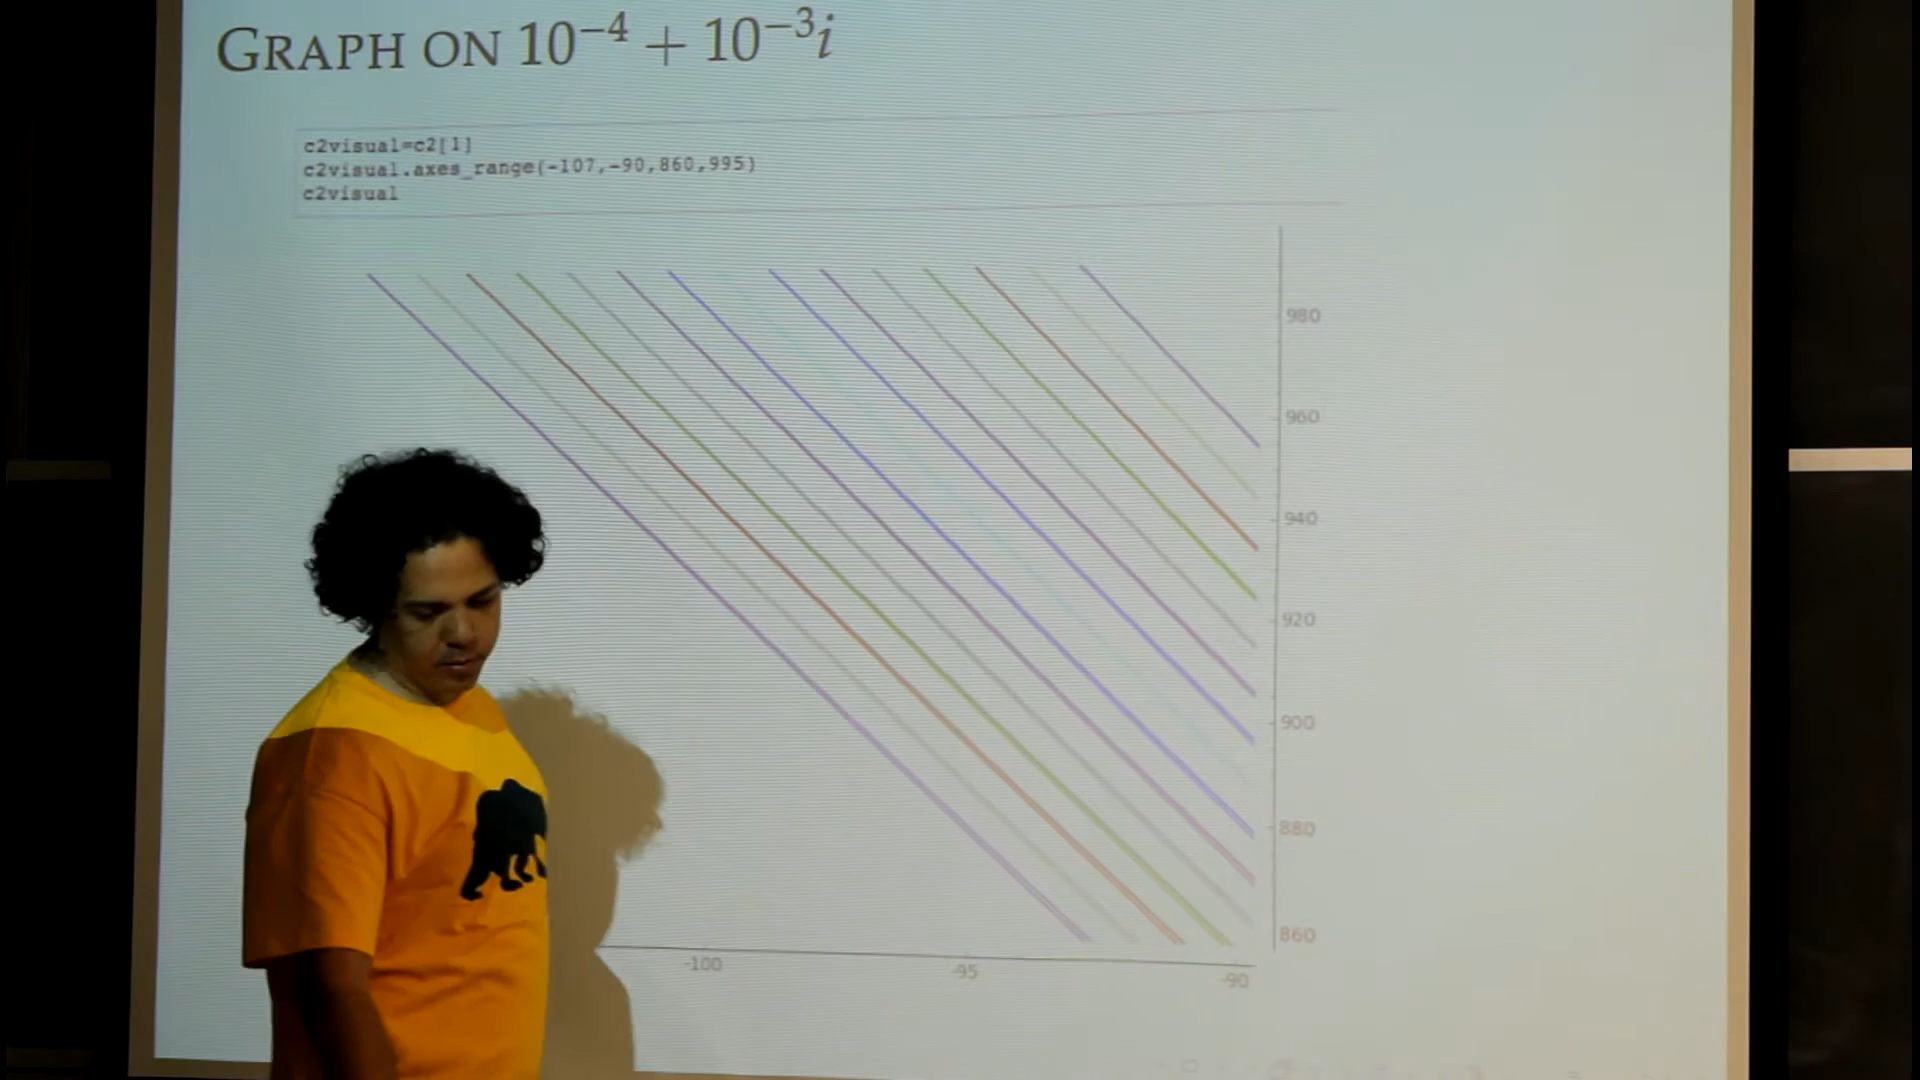 GRAPH ON 10⁻⁴ + 10⁻³i
c2visual=c2[1]
c2visual.axes_range(-107,-90,860,995)
c2visual
980
960
940
920
900
880
860
-100
-95
-90